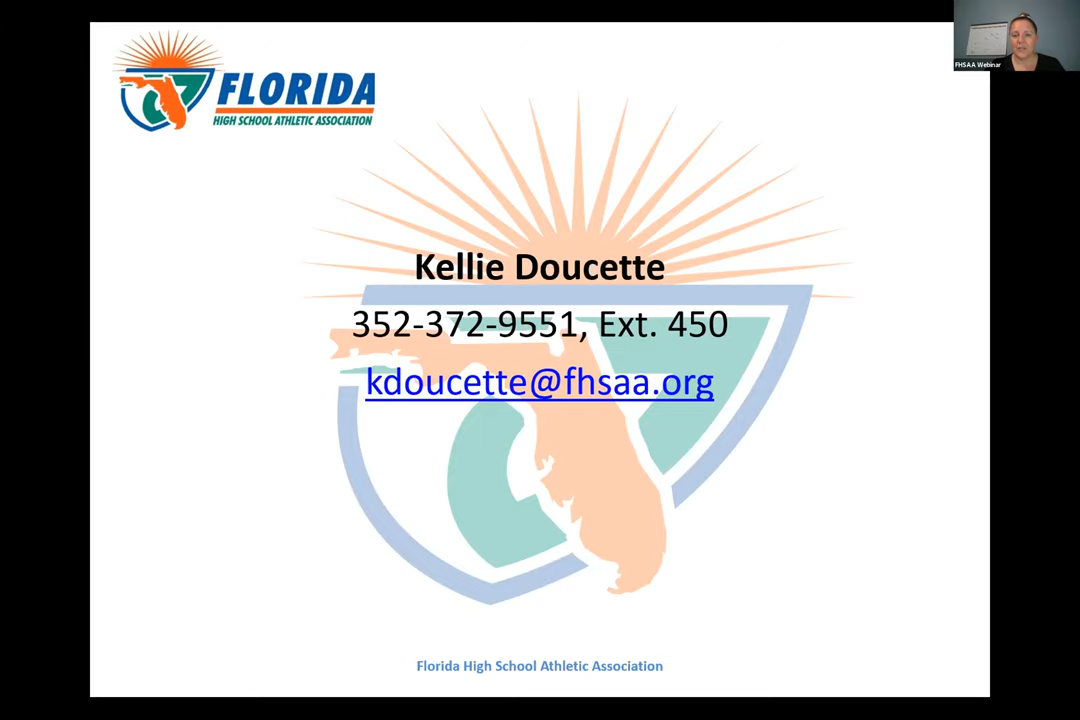 FHSAA Webinar
FLORIDA
HIGH SCHOOL ATHLETIC ASSOCIATION
Kellie Doucette
352-372-9551, Ext. 450
kdoucette@fhsaa.org
Florida High School Athletic Association